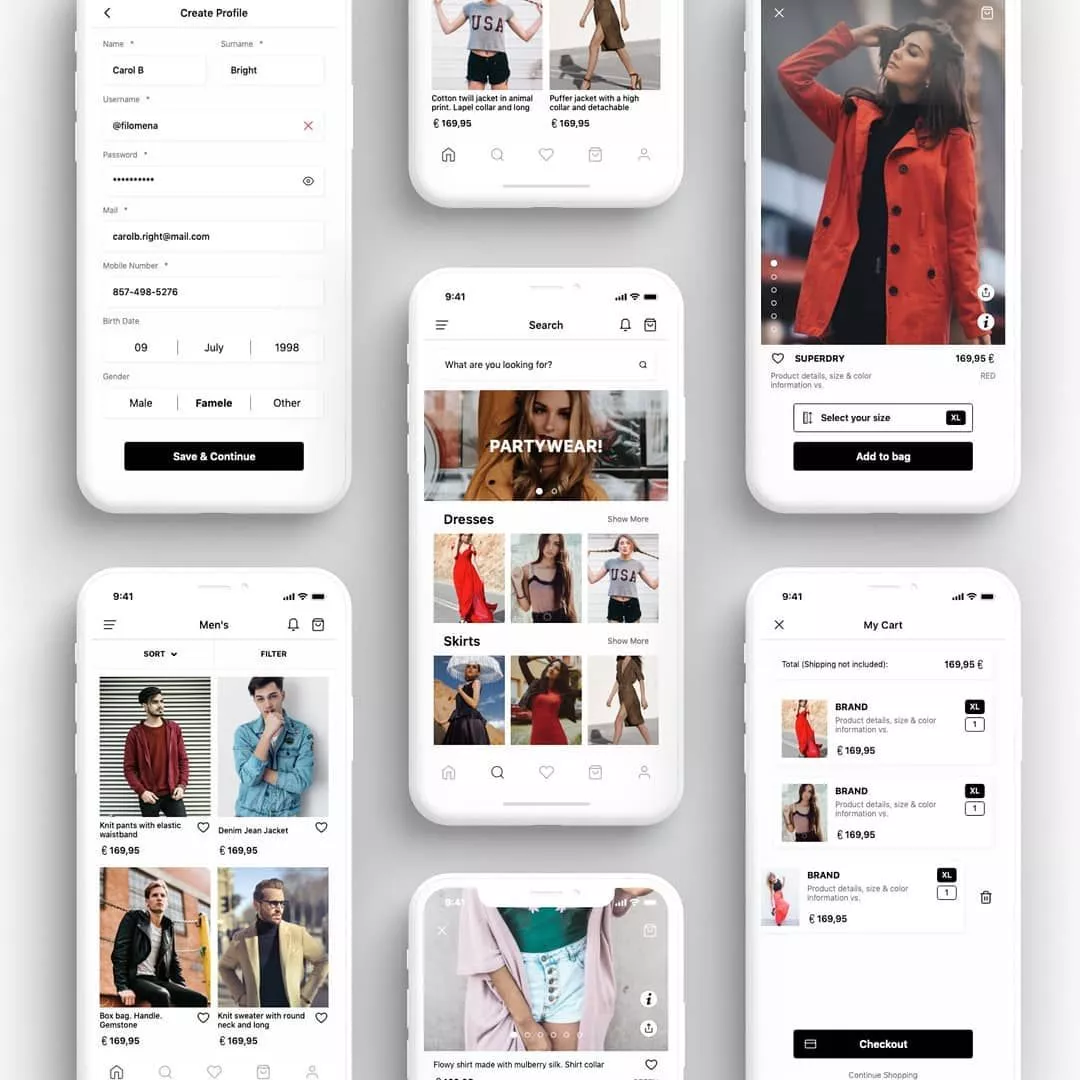 Create Profile
Name *
Surname *
Carol B
Bright
Username *
@filomena
Password *
**********
Mail *
carolb.right@mail.com
Mobile Number *
857-498-5276
Birth Date
09
July
1998
Gender
Male
Famele
Other
Save & Continue
USA
Cotton twill jacket in animal
print. Lapel collar and long
€ 169,95
Puffer jacket with a high
collar and detachable
€ 169,95
SUPERDRY
169,95 €
Product details, size & color
information vs.
RED
Select your size
XL
Add to bag
9:41
Search
What are you looking for?
PARTYWEAR!
Dresses
Show More
USA
Skirts
Show More
9:41
Men's
SORT
FILTER
Knit pants with elastic
waistband
€ 169,95
Denim Jean Jacket
€ 169,95
Box bag. Handle.
Gemstone
€ 169,95
Knit sweater with round
neck and long
€ 169,95
9:41
i
Flowy shirt made with mulberry silk. Shirt collar
9:41
My Cart
Total (Shipping not included):
169,95 €
BRAND
XL
Product details, size & color
information vs.
1
€ 169,95
BRAND
XL
Product details, size & color
information vs.
1
€ 169,95
BRAND
XL
Product details, size & color
information vs.
1
€ 169,95
Checkout
Continue Shopping